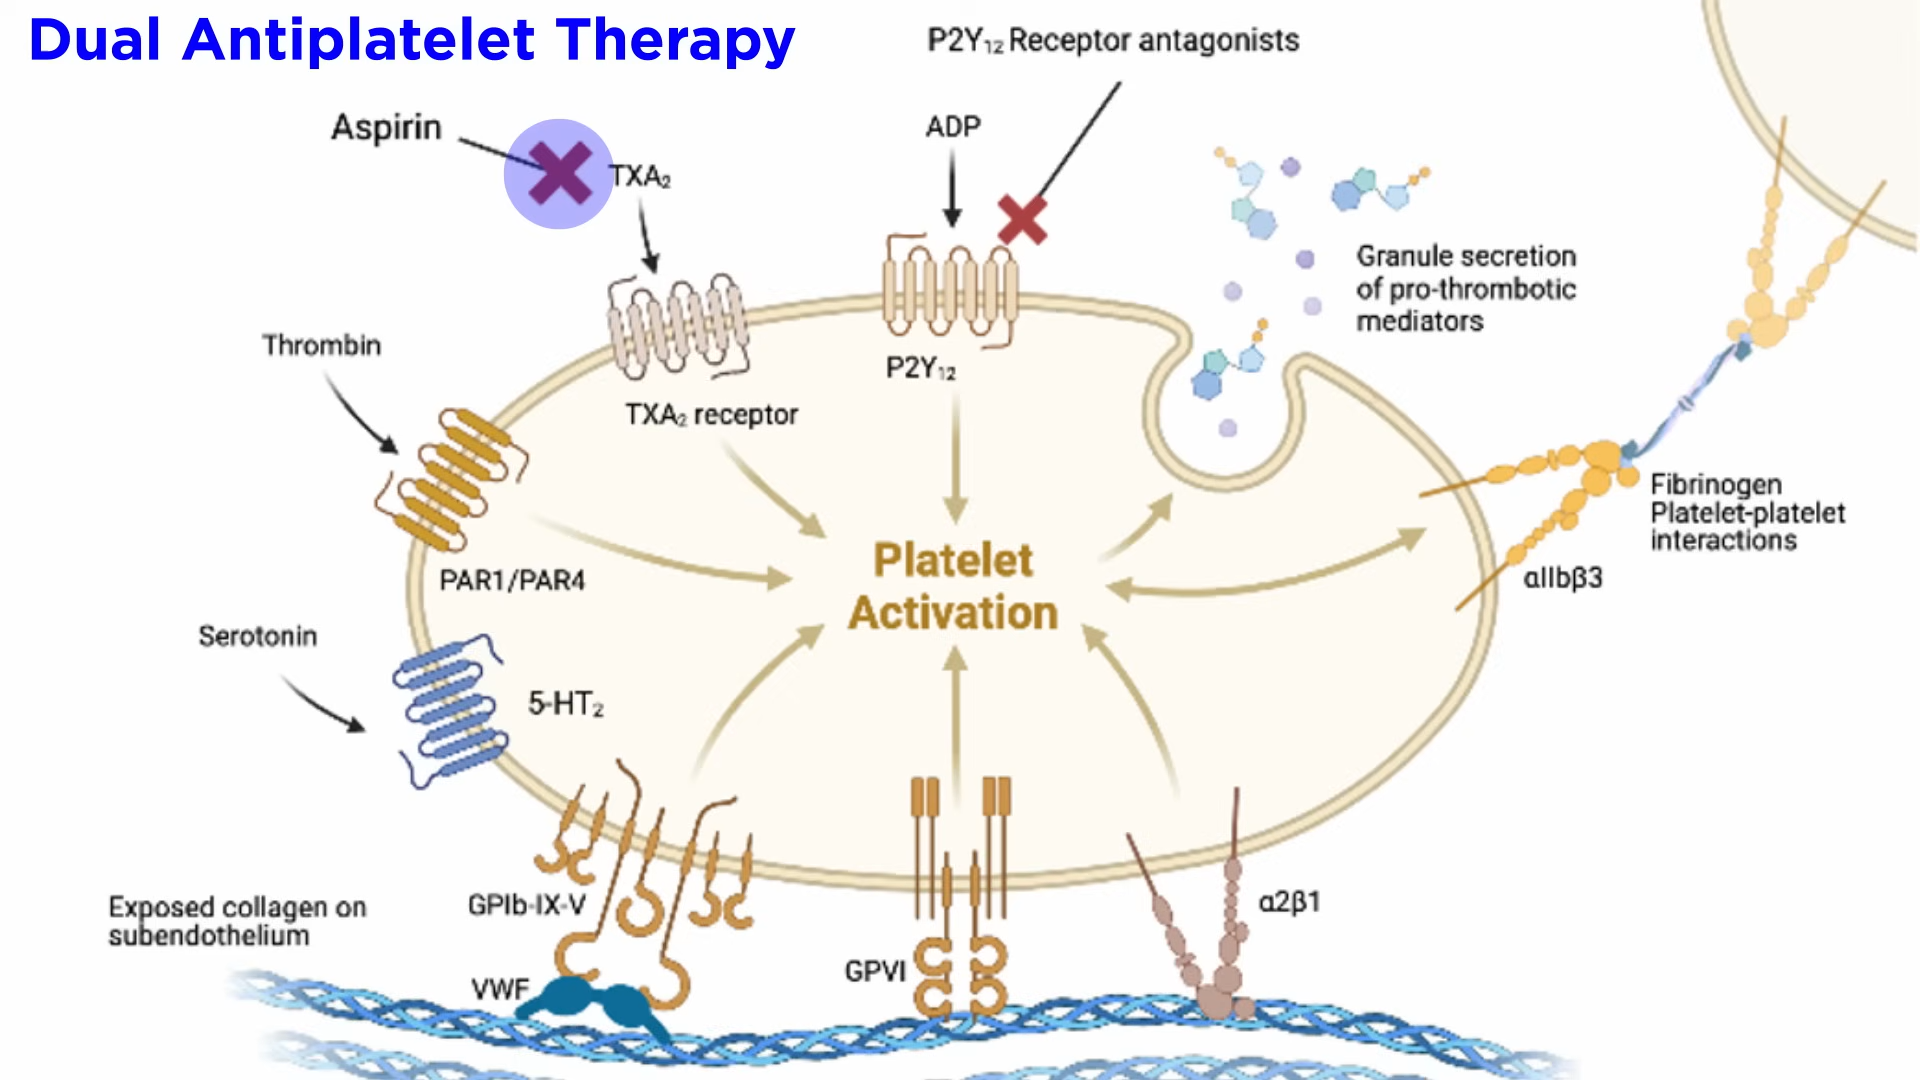 Dual Antiplatelet Therapy
P2Y₁₂ Receptor antagonists
Aspirin
ADP
TXA₂
Granule secretion
of pro-thrombotic
mediators
Thrombin
P2Y₁₂
TXA₂ receptor
Fibrinogen
Platelet-platelet
interactions
PAR1/PAR4
Platelet
Activation
αIIbβ3
Serotonin
5-HT₂
Exposed collagen on
subendothelium
GPIb-IX-V
α2β1
VWF
GPVI